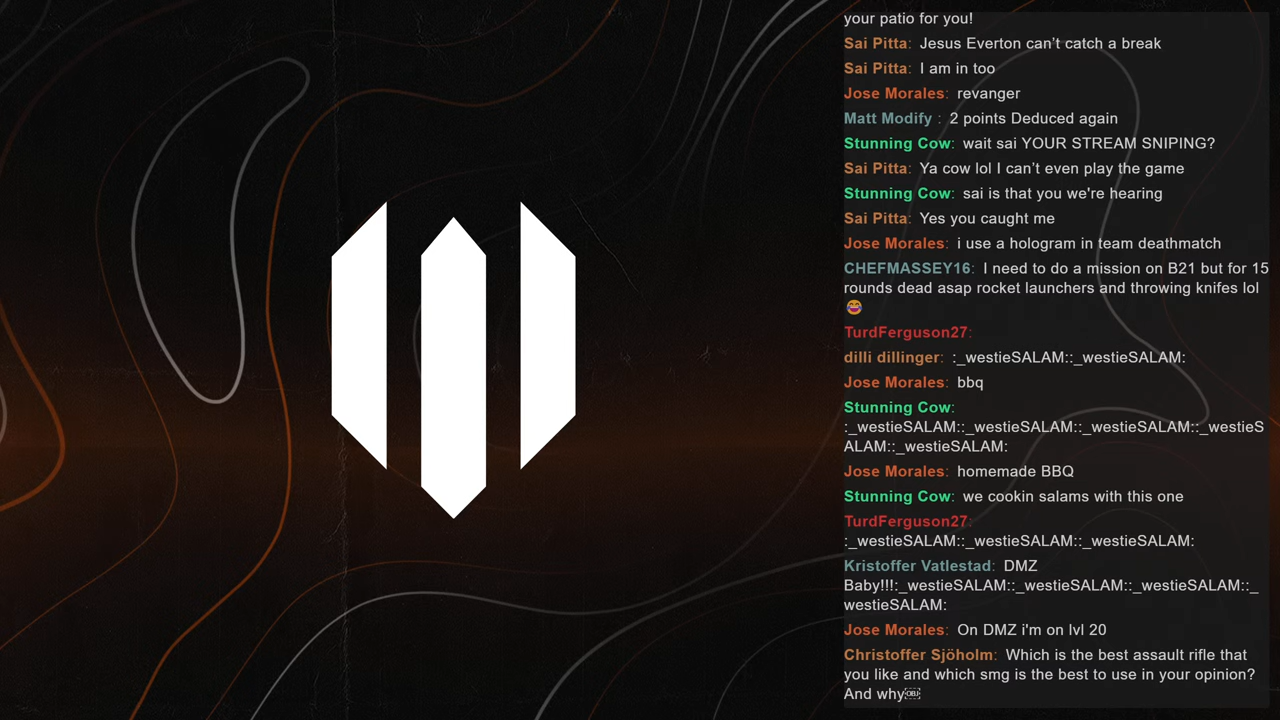 your patio for you!
Sai Pitta: Jesus Everton can’t catch a break
Sai Pitta: I am in too
Jose Morales: revanger
Matt Modify : 2 points Deduced again
Stunning Cow: wait sai YOUR STREAM SNIPING?
Sai Pitta: Ya cow lol I can’t even play the game
Stunning Cow: sai is that you we're hearing
Sai Pitta: Yes you caught me
Jose Morales: i use a hologram in team deathmatch
CHEFMASSEY16: I need to do a mission on B21 but for 15
rounds dead asap rocket launchers and throwing knifes lol
😂
TurdFerguson27:
dilli dillinger: :_westieSALAM::_westieSALAM:
Jose Morales: bbq
Stunning Cow:
:_westieSALAM::_westieSALAM::_westieSALAM::_westieS
ALAM::_westieSALAM:
Jose Morales: homemade BBQ
Stunning Cow: we cookin salams with this one
TurdFerguson27:
:_westieSALAM::_westieSALAM::_westieSALAM:
Kristoffer Vatlestad: DMZ
Baby!!!:_westieSALAM::_westieSALAM::_westieSALAM::_
westieSALAM:
Jose Morales: On DMZ i'm on lvl 20
Christoffer Sjöholm: Which is the best assault rifle that
you like and which smg is the best to use in your opinion?
And why￼